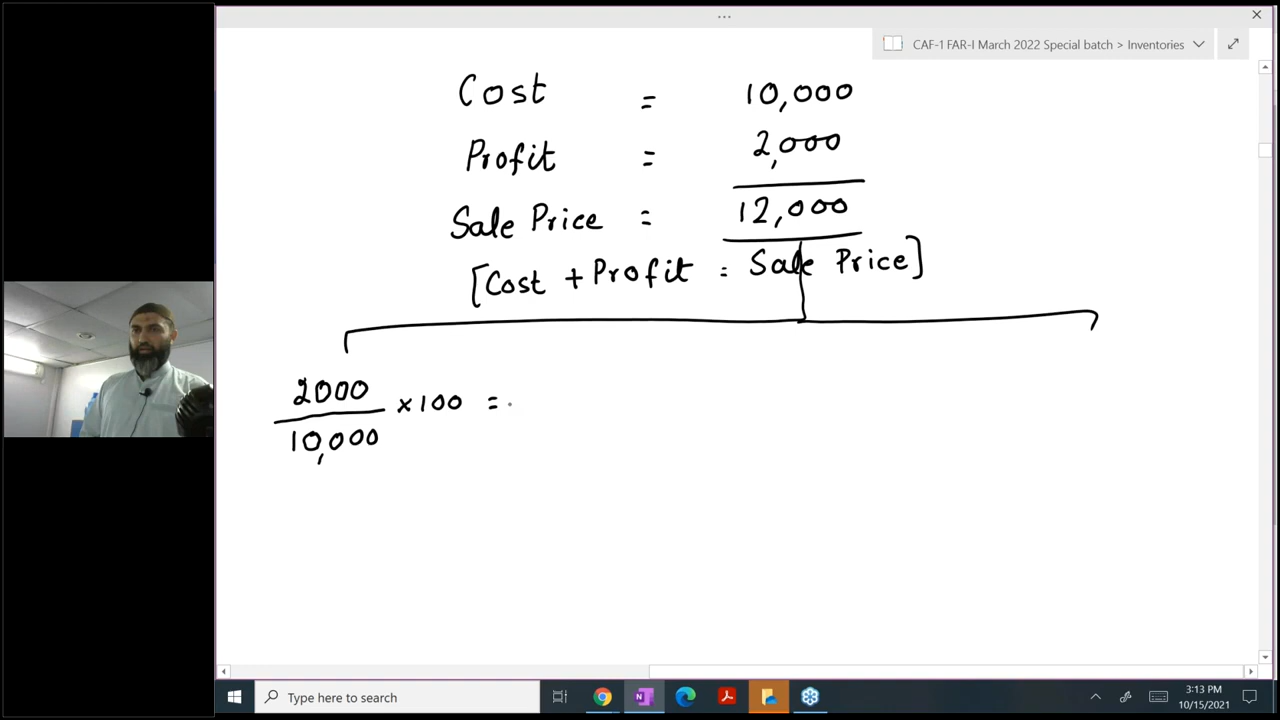 CAF-1 FAR-I March 2022 Special batch > Inventories
Cost = 10,000
Profit = 2,000
Sale Price = 12,000
[Cost + Profit = Sale Price]
2000
10,000
×100 =
Type here to search
3:13 PM
10/15/2021